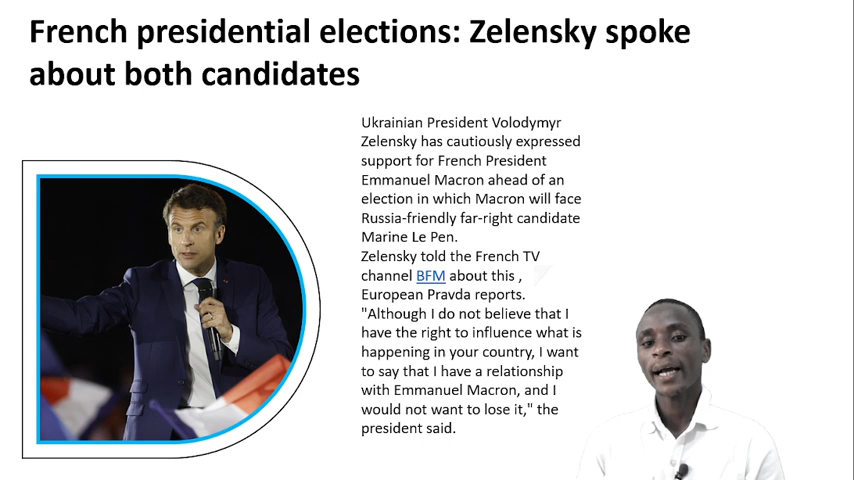 French presidential elections: Zelensky spoke
about both candidates
Ukrainian President Volodymyr
Zelensky has cautiously expressed
support for French President
Emmanuel Macron ahead of an
election in which Macron will face
Russia-friendly far-right candidate
Marine Le Pen.
Zelensky told the French TV
channel BFM about this ,
European Pravda reports.
"Although I do not believe that I
have the right to influence what is
happening in your country, I want
to say that I have a relationship
with Emmanuel Macron, and I
would not want to lose it," the
president said.